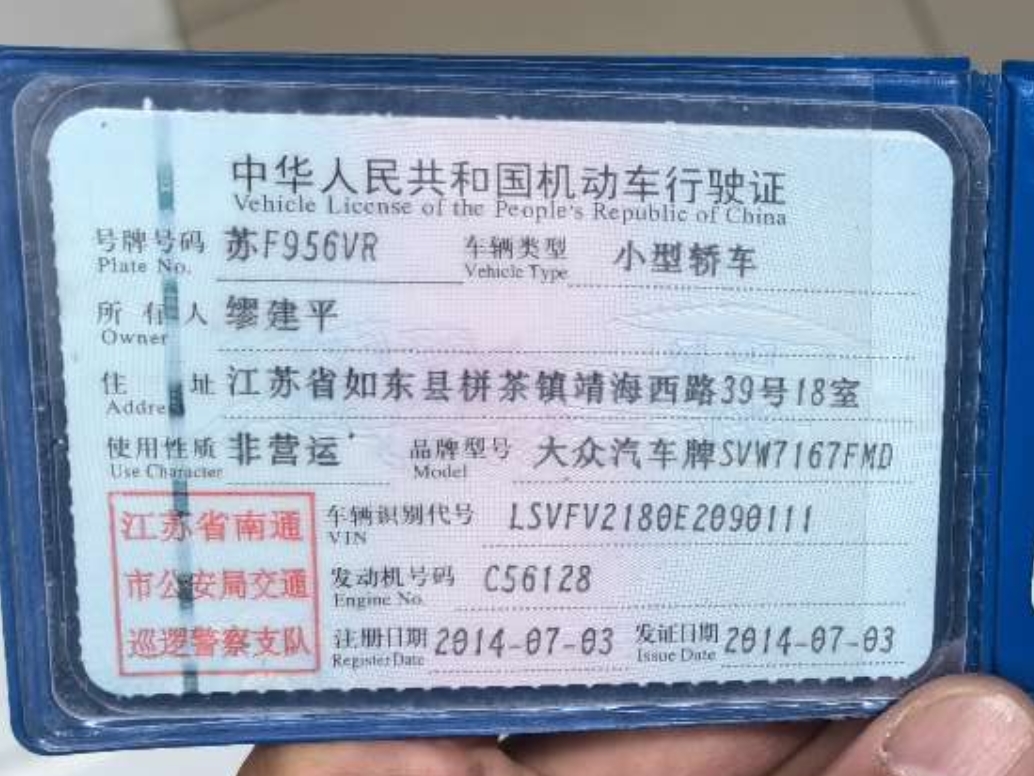 中华人民共和国机动车行驶证
Vehicle License of the People's Republic of China
号牌号码 苏F956VR 车辆类型 小型轿车
Plate No. Vehicle Type
所有人 缪建平
Owner
住址 江苏省如东县栟茶镇靖海西路39号18室
Address
使用性质 非营运 品牌型号 大众汽车牌SVW7167FMD
Use Character Model
江苏省南通
市公安局交通
巡逻警察支队
车辆识别代号 LSVFV2180E2090111
VIN
发动机号码 C56128
Engine No.
注册日期 2014-07-03 发证日期 2014-07-03
Register Date Issue Date